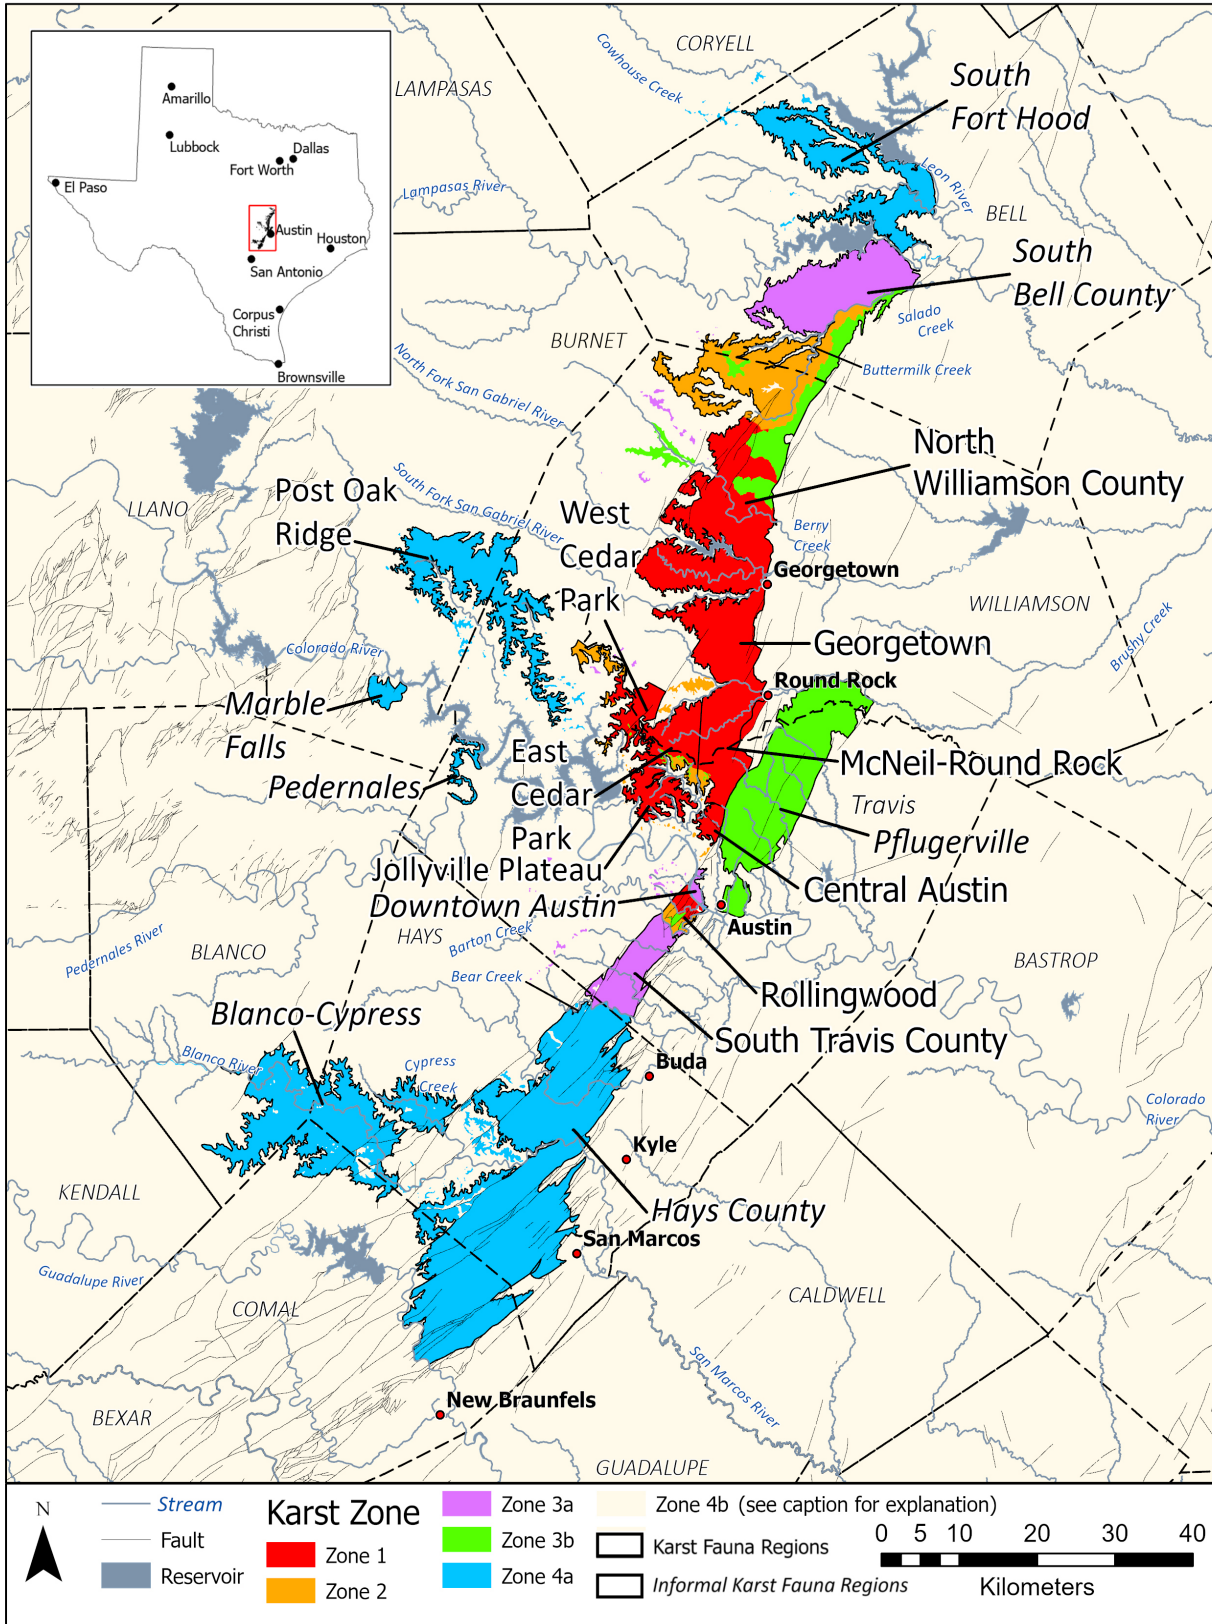 CORYELL
Cowhouse Creek
LAMPASAS
South
Fort Hood
Amarillo
Lubbock
Dallas
Fort Worth
El Paso
Austin
Houston
San Antonio
Corpus
Christi
Brownsville
Lampasas River
Leon River
BELL
South
Bell County
Salado
Creek
BURNET
North Fork San Gabriel River
Buttermilk Creek
North
Williamson County
South Fork San Gabriel River
Post Oak
Ridge
LLANO
West
Cedar
Park
Berry
Creek
Georgetown
WILLIAMSON
Brushy Creek
Georgetown
Colorado River
Round Rock
Marble
Falls
East
Cedar
Park
McNeil-Round Rock
Pedernales
Travis
Pflugerville
Jollyville Plateau
Central Austin
Downtown Austin
Austin
HAYS
Barton Creek
Pedernales River
BLANCO
Bear Creek
BASTROP
Rollingwood
Blanco-Cypress
South Travis County
Blanco River
Cypress
Creek
Buda
Colorado
River
Kyle
KENDALL
Hays County
San Marcos
Guadalupe River
COMAL
CALDWELL
San Marcos River
New Braunfels
BEXAR
GUADALUPE
N
Stream
Fault
Reservoir
Karst Zone
Zone 1
Zone 2
Zone 3a
Zone 3b
Zone 4a
Zone 4b (see caption for explanation)
Karst Fauna Regions
Informal Karst Fauna Regions
0 5 10 20 30 40
Kilometers